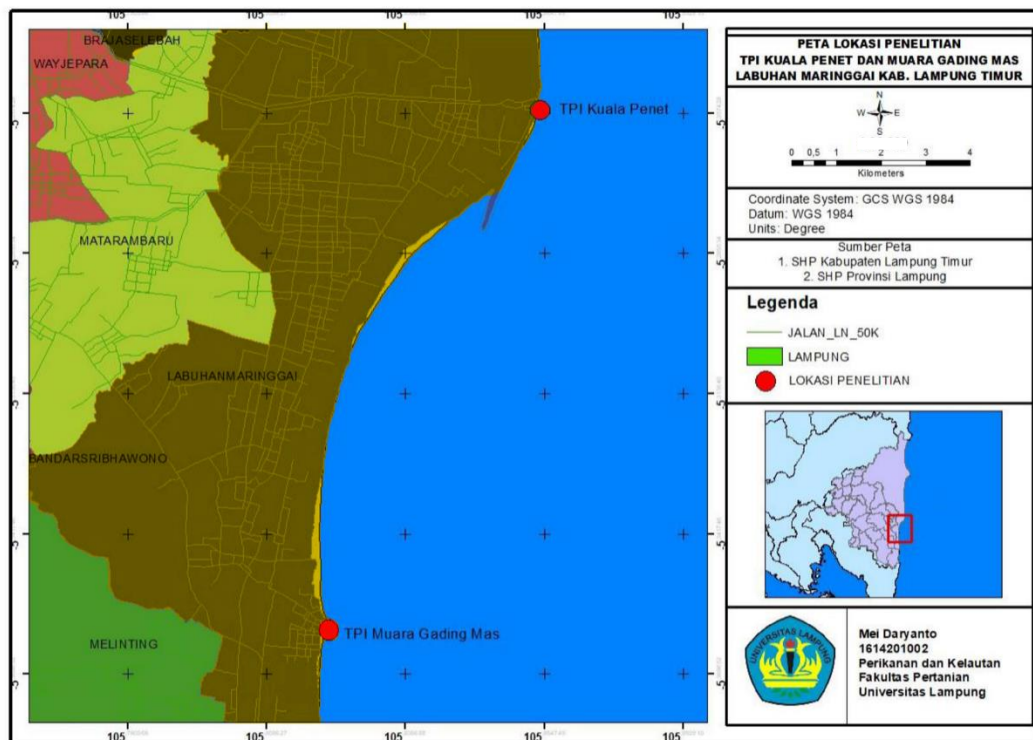 105
105
105
105
105
BRAJASELEBAH
WAYJEPARA
TPI Kuala Penet
MATARAMBARU
LABUHANMARINGGAI
BANDARSRIBHAWONO
MELINTING
TPI Muara Gading Mas
105
105
105
105
105
PETA LOKASI PENELITIAN
TPI KUALA PENET DAN MUARA GADING MAS
LABUHAN MARINGGAI KAB. LAMPUNG TIMUR
N
W E
S
0 0,5 1 2 3 4
Kilometers
Coordinate System: GCS WGS 1984
Datum: WGS 1984
Units: Degree
Sumber Peta
1. SHP Kabupaten Lampung Timur
2. SHP Provinsi Lampung
Legenda
JALAN_LN_50K
LAMPUNG
LOKASI PENELITIAN
UNIVERSITAS LAMPUNG
Mei Daryanto
1614201002
Perikanan dan Kelautan
Fakultas Pertanian
Universitas Lampung